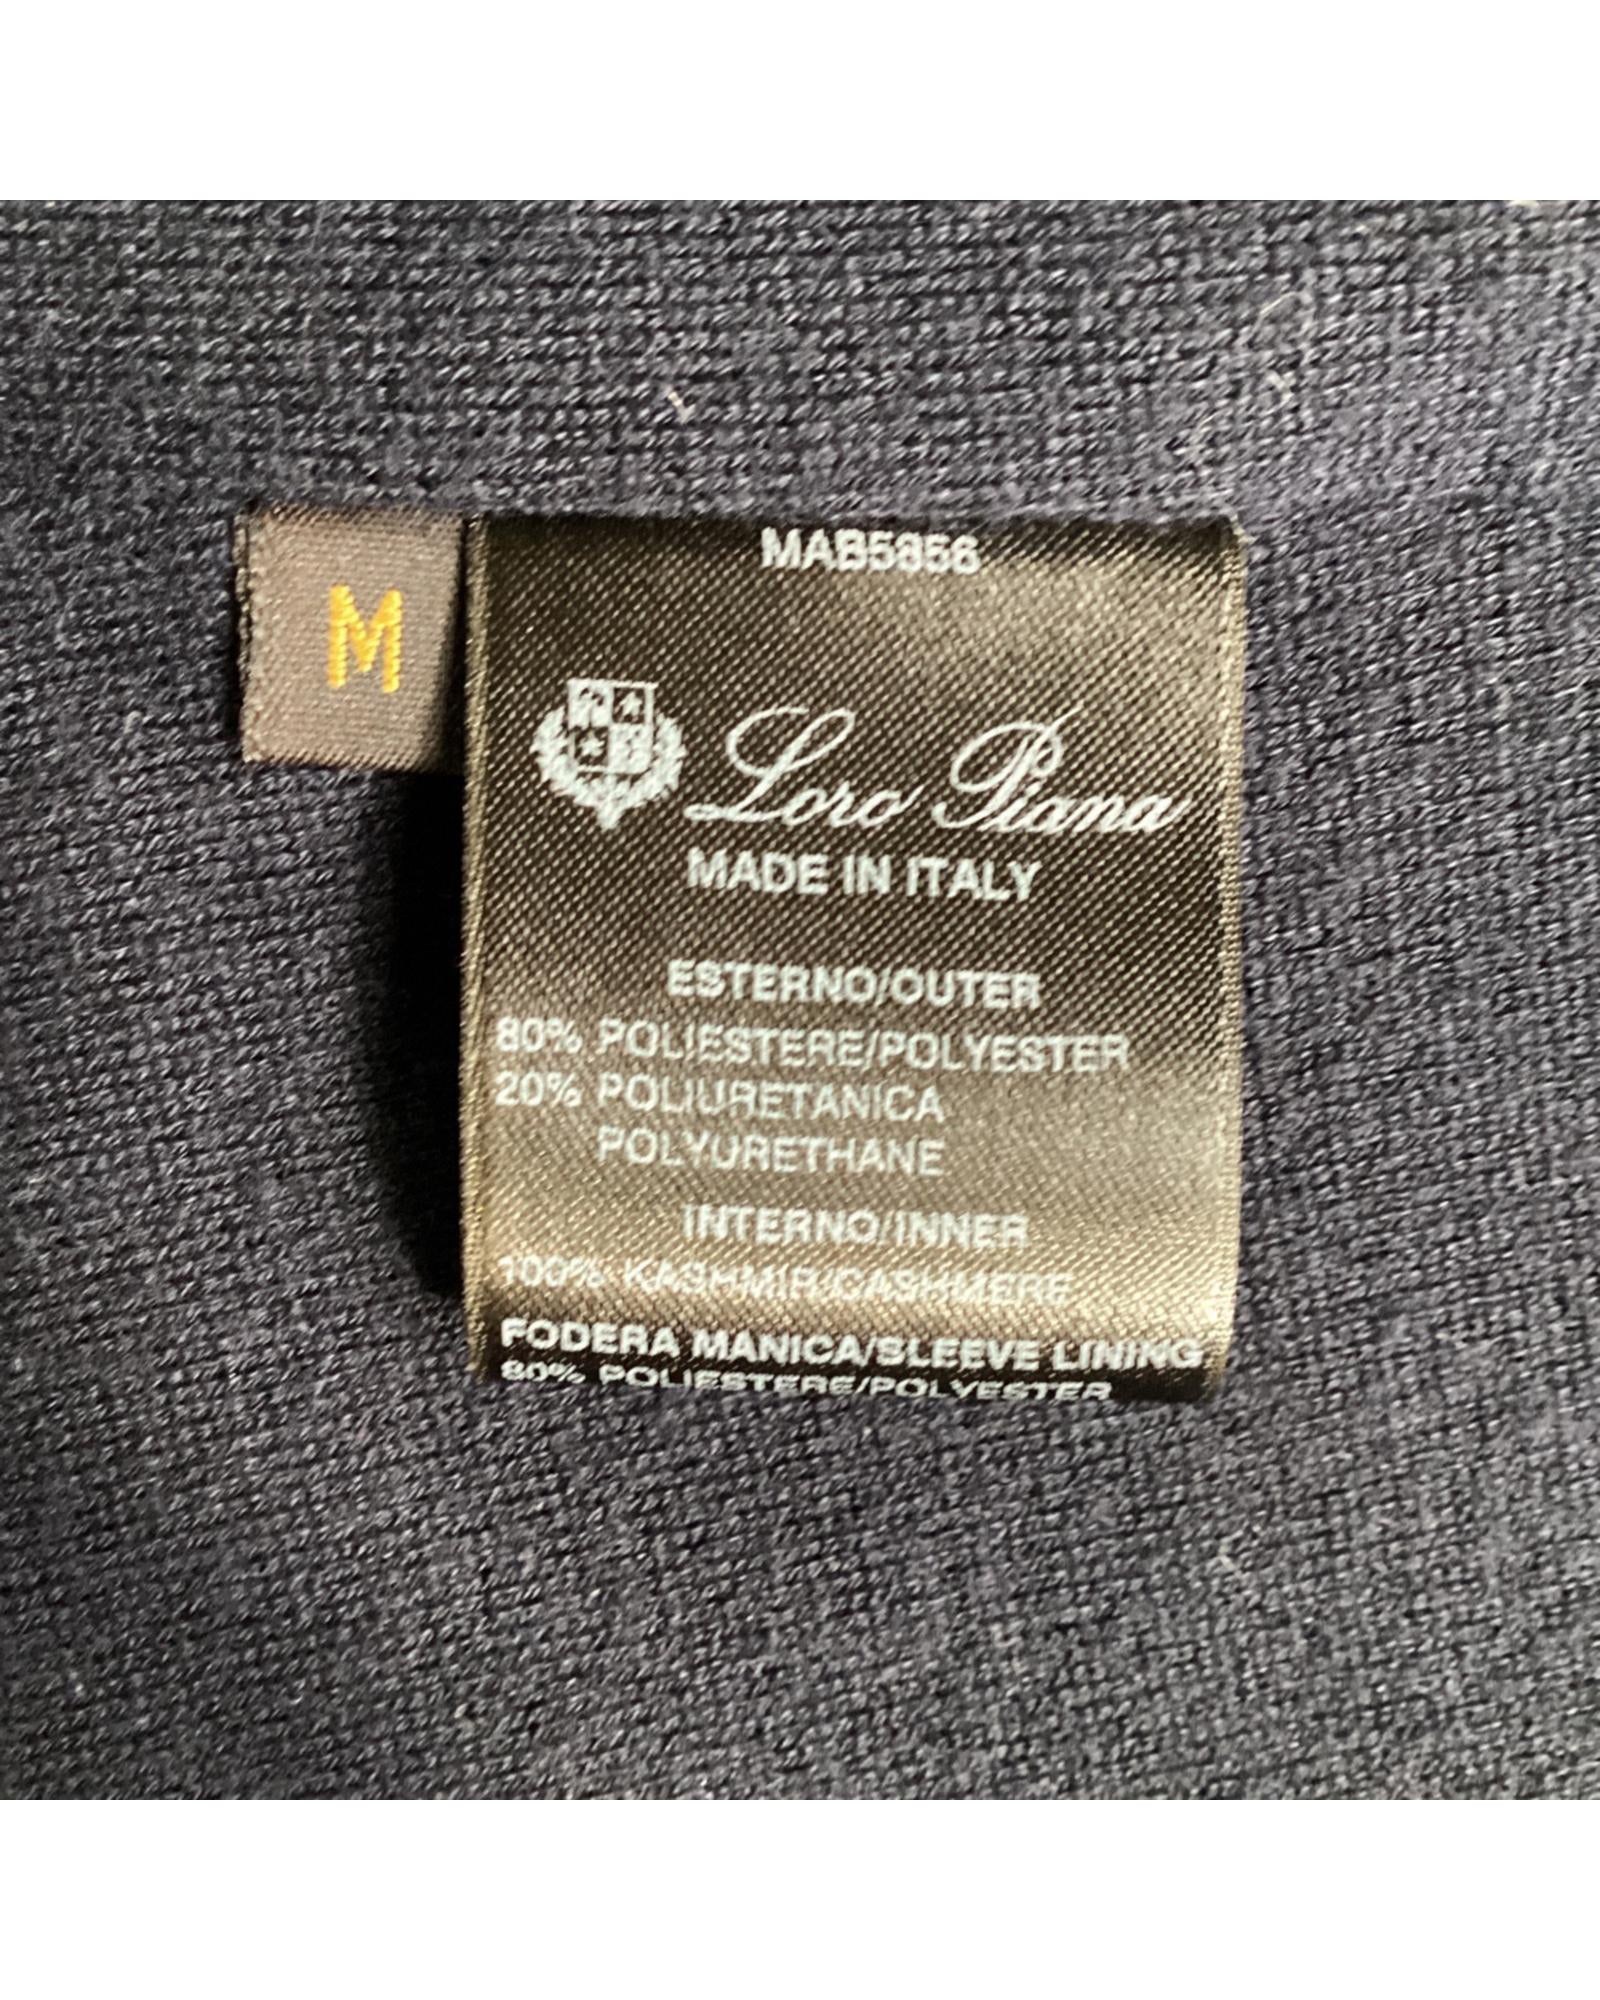 M
MAB5856
Loro Piana
MADE IN ITALY
ESTERNO/OUTER
80% POLIESTERE/POLYESTER
20% POLIURETANICA
POLYURETHANE
INTERNO/INNER
100% KASHMIR/CASHMERE
FODERA MANICA/SLEEVE LINING
80% POLIESTERE/POLYESTER